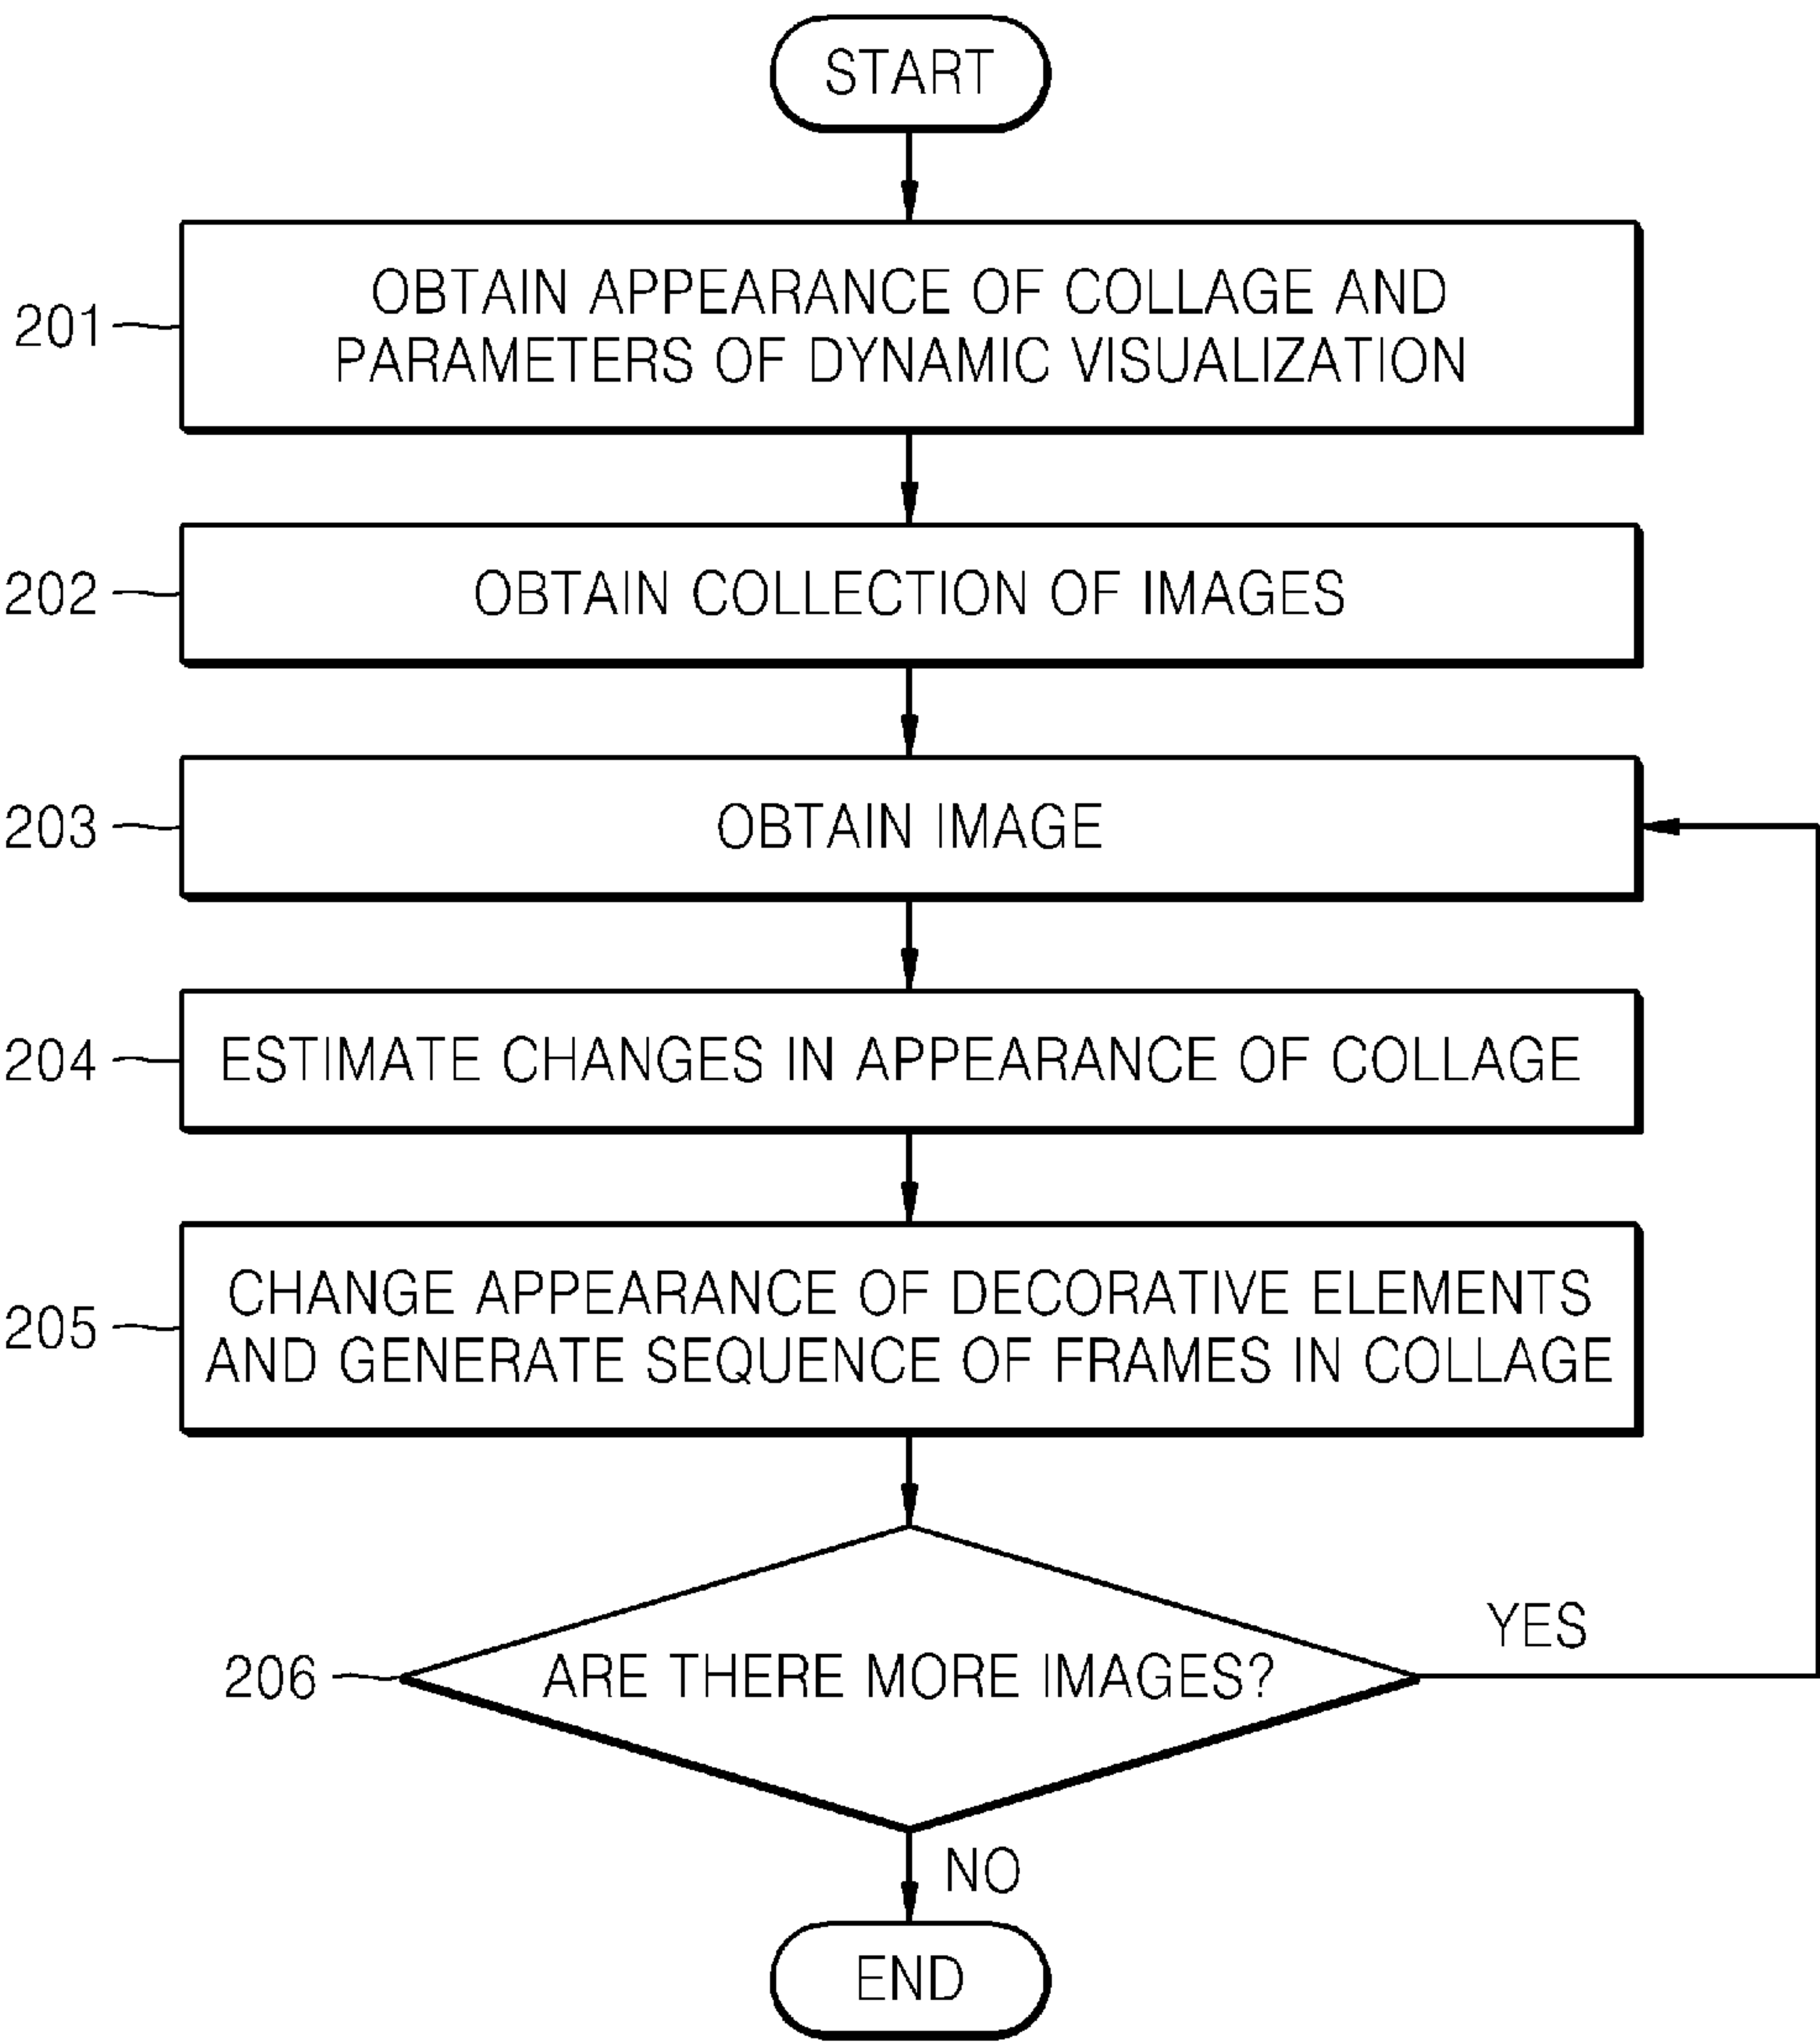 START
201
OBTAIN APPEARANCE OF COLLAGE AND
PARAMETERS OF DYNAMIC VISUALIZATION
202
OBTAIN COLLECTION OF IMAGES
203
OBTAIN IMAGE
204
ESTIMATE CHANGES IN APPEARANCE OF COLLAGE
205
CHANGE APPEARANCE OF DECORATIVE ELEMENTS
AND GENERATE SEQUENCE OF FRAMES IN COLLAGE
206
ARE THERE MORE IMAGES?
YES
NO
END